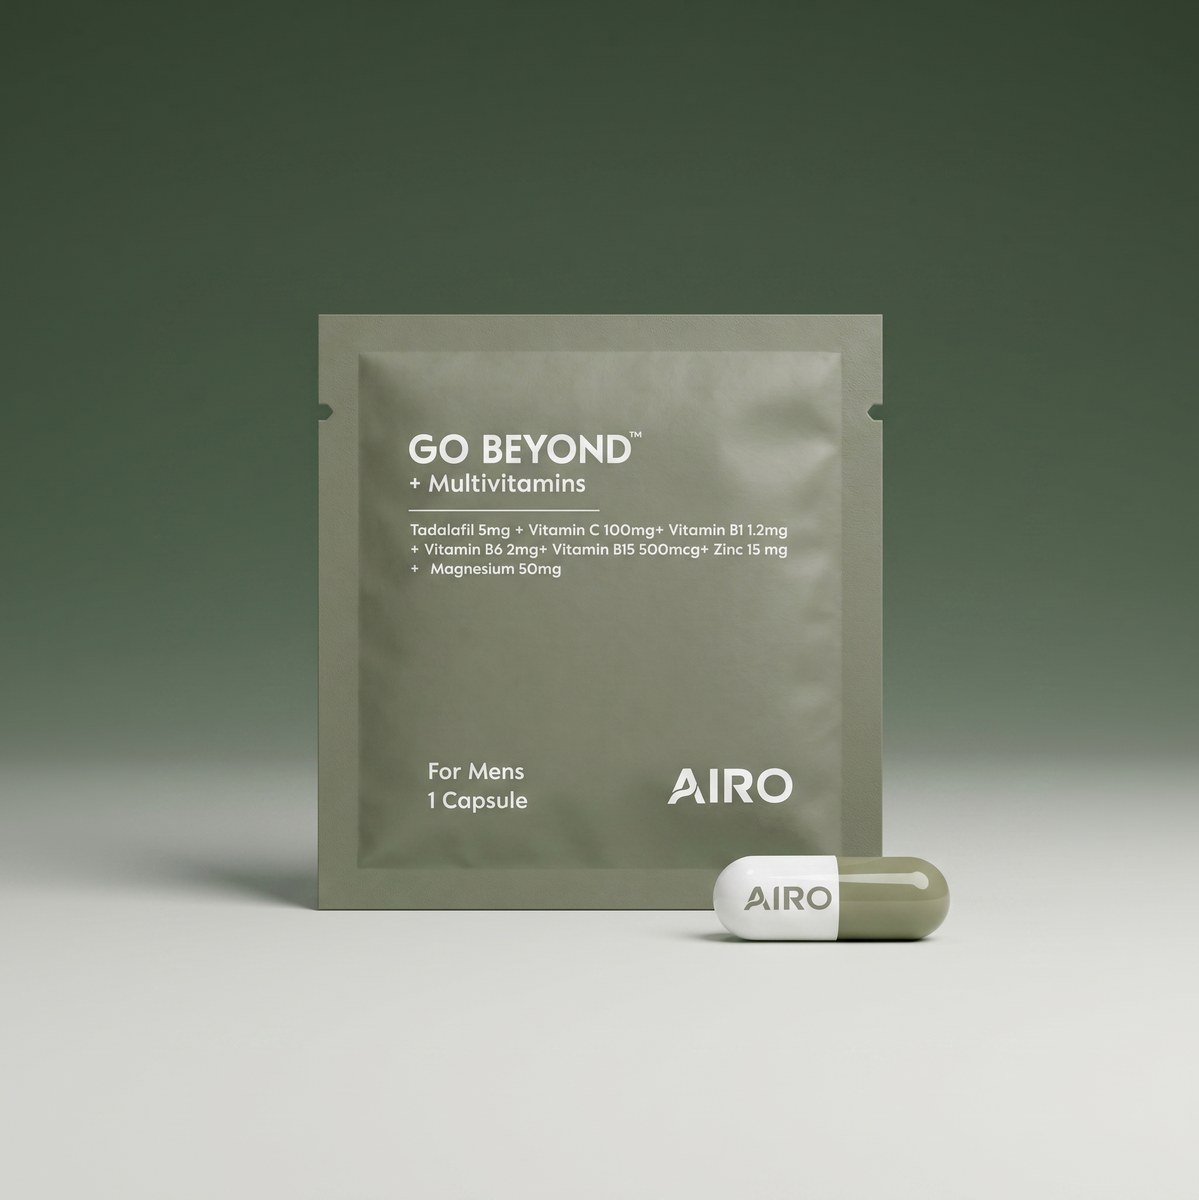 GO BEYOND™
+ Multivitamins
Tadalafil 5mg + Vitamin C 100mg+ Vitamin B1 1.2mg
+ Vitamin B6 2mg+ Vitamin B15 500mcg+ Zinc 15 mg
+ Magnesium 50mg
For Mens
1 Capsule
AIRO
AIRO